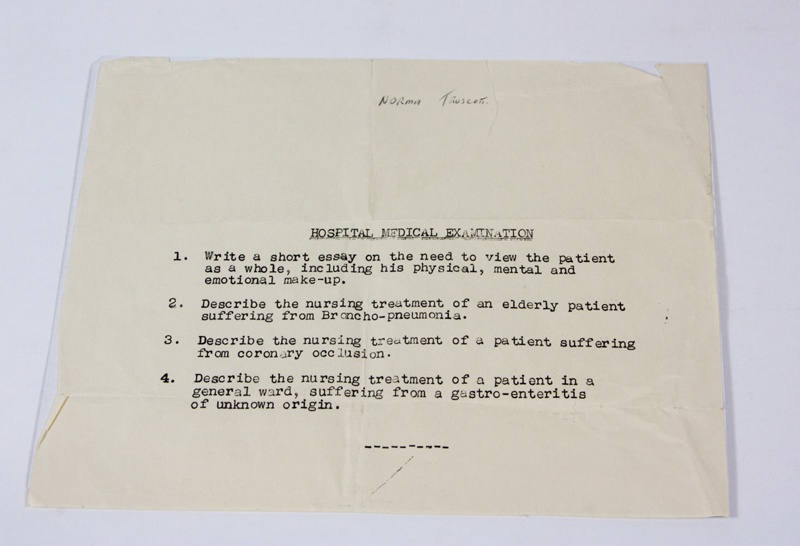 Norma Truscott.
HOSPITAL MEDICAL EXAMINATION
1. Write a short essay on the need to view the patient
as a whole, including his physical, mental and
emotional make-up.
2. Describe the nursing treatment of an elderly patient
suffering from Broncho-pneumonia.
3. Describe the nursing treatment of a patient suffering
from coronary occlusion.
4. Describe the nursing treatment of a patient in a
general ward, suffering from a gastro-enteritis
of unknown origin.
----------